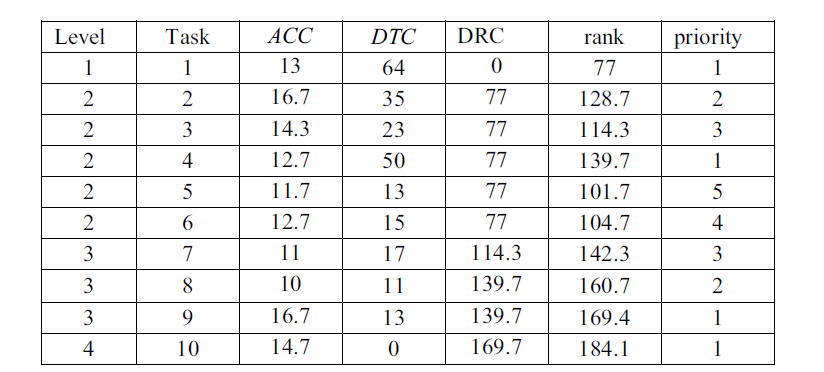 Level Task ACC DTC DRC rank priority
1 1 13 64 0 77 1
2 2 16.7 35 77 128.7 2
2 3 14.3 23 77 114.3 3
2 4 12.7 50 77 139.7 1
2 5 11.7 13 77 101.7 5
2 6 12.7 15 77 104.7 4
3 7 11 17 114.3 142.3 3
3 8 10 11 139.7 160.7 2
3 9 16.7 13 139.7 169.4 1
4 10 14.7 0 169.7 184.1 1